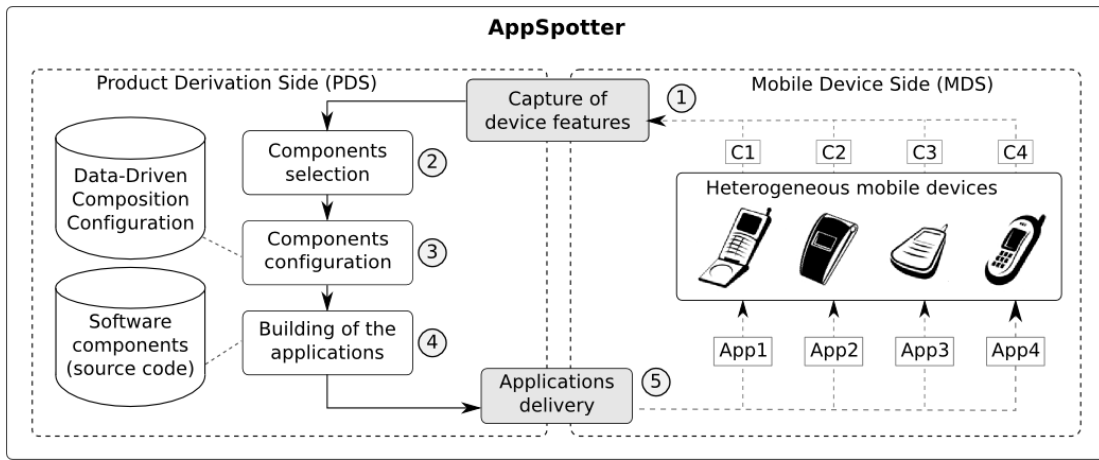 AppSpotter
Product Derivation Side (PDS)
Mobile Device Side (MDS)
Capture of
device features
1
Components
selection
2
Data-Driven
Composition
Configuration
Components
configuration
3
Software
components
(source code)
Building of the
applications
4
Applications
delivery
5
C1
C2
C3
C4
Heterogeneous mobile devices
App1
App2
App3
App4